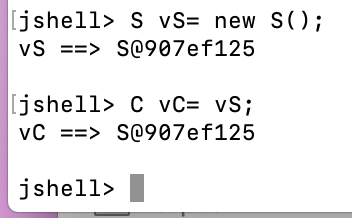 [jshell> S vS= new S();
vS ==> S@907ef125
[jshell> C vC= vS;
vC ==> S@907ef125
jshell>